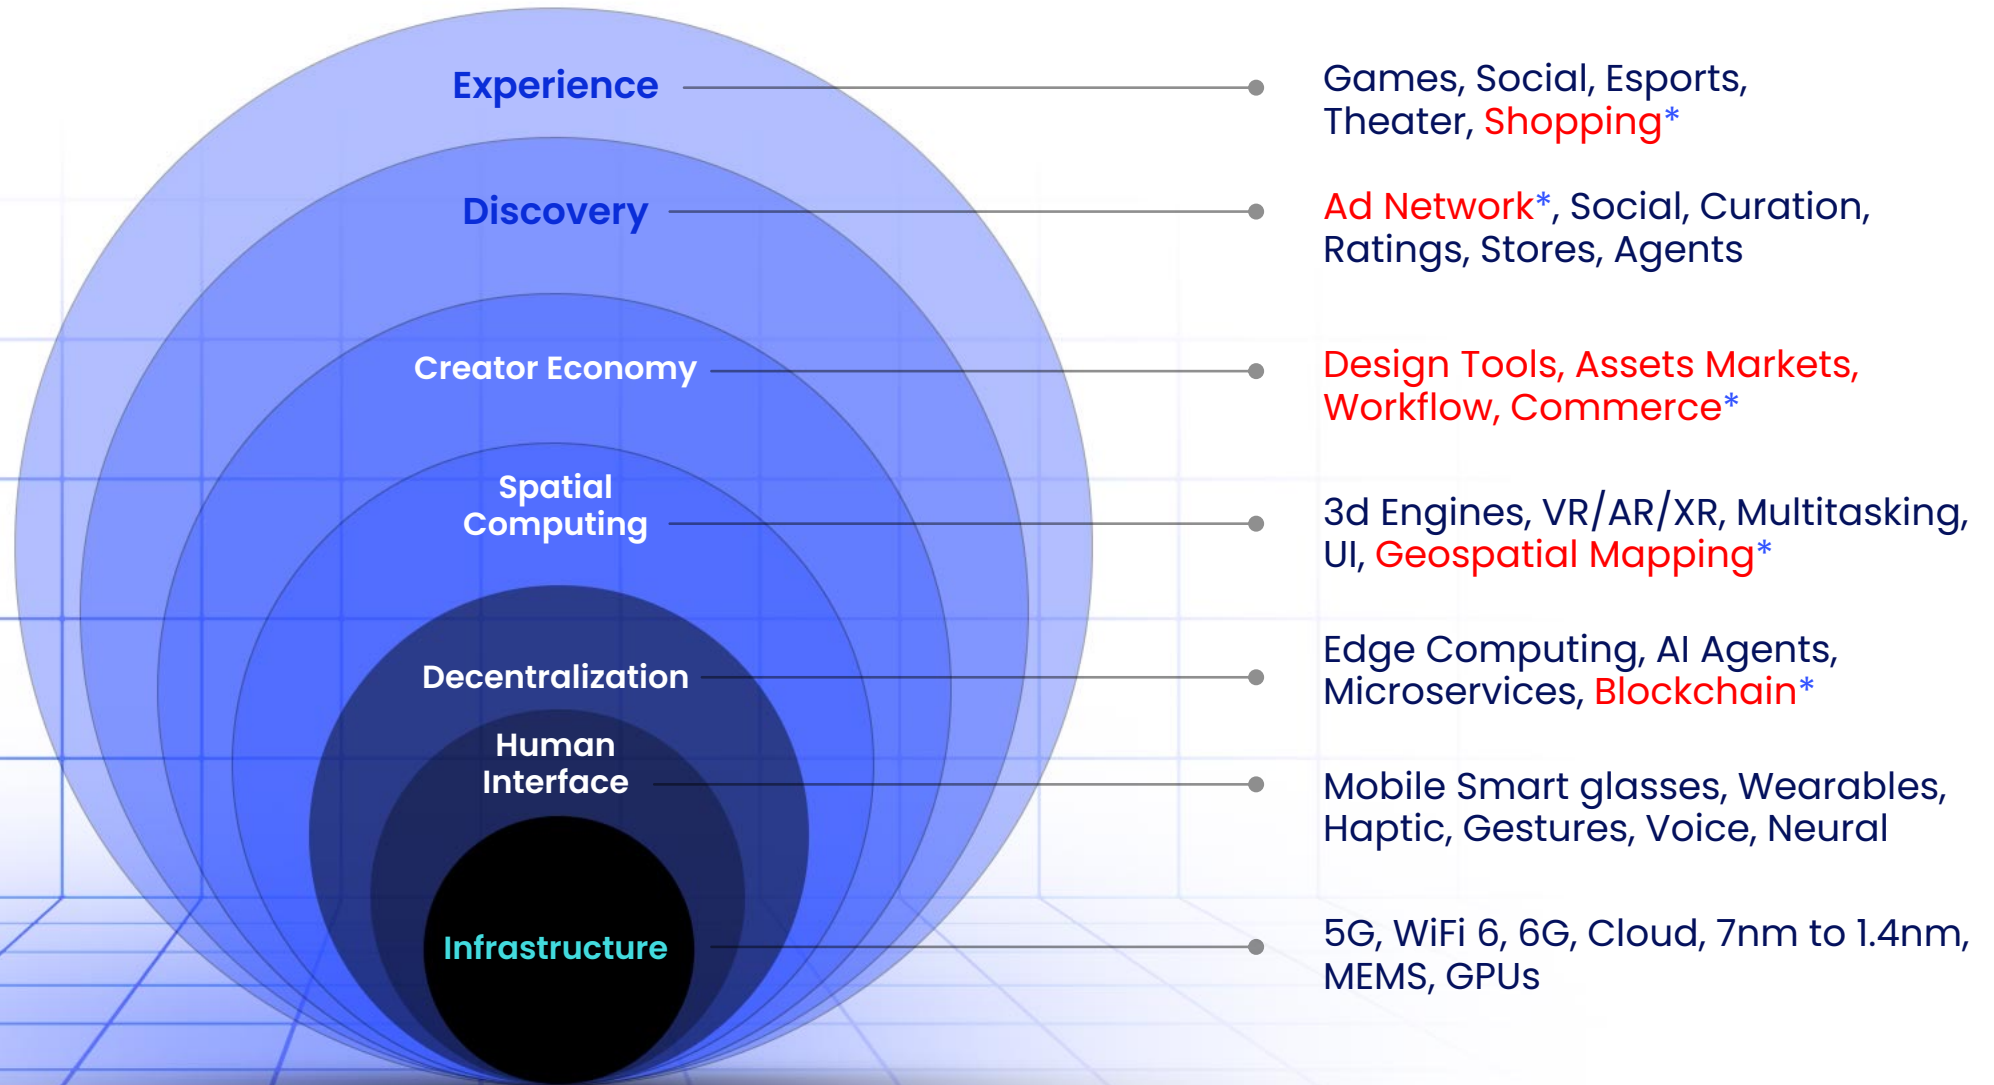 Experience
Games, Social, Esports,
Theater, Shopping*
Discovery
Ad Network*, Social, Curation,
Ratings, Stores, Agents
Creator Economy
Design Tools, Assets Markets,
Workflow, Commerce*
Spatial
Computing
3d Engines, VR/AR/XR, Multitasking,
UI, Geospatial Mapping*
Decentralization
Edge Computing, AI Agents,
Microservices, Blockchain*
Human
Interface
Mobile Smart glasses, Wearables,
Haptic, Gestures, Voice, Neural
Infrastructure
5G, WiFi 6, 6G, Cloud, 7nm to 1.4nm,
MEMS, GPUs